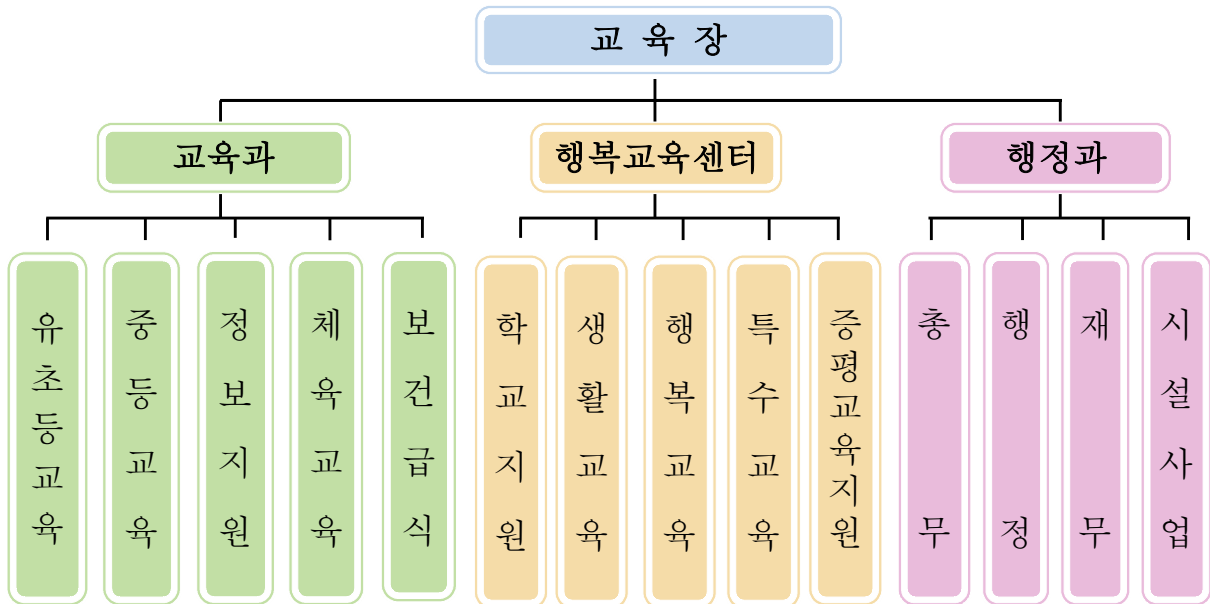 교 육 장
교육과
행복교육센터
행정과
유초등교육
중등교육
정보지원
체육교육
보건급식
학교지원
생활교육
행복교육
특수교육
증평교육지원
총무
행정
재무
시설사업